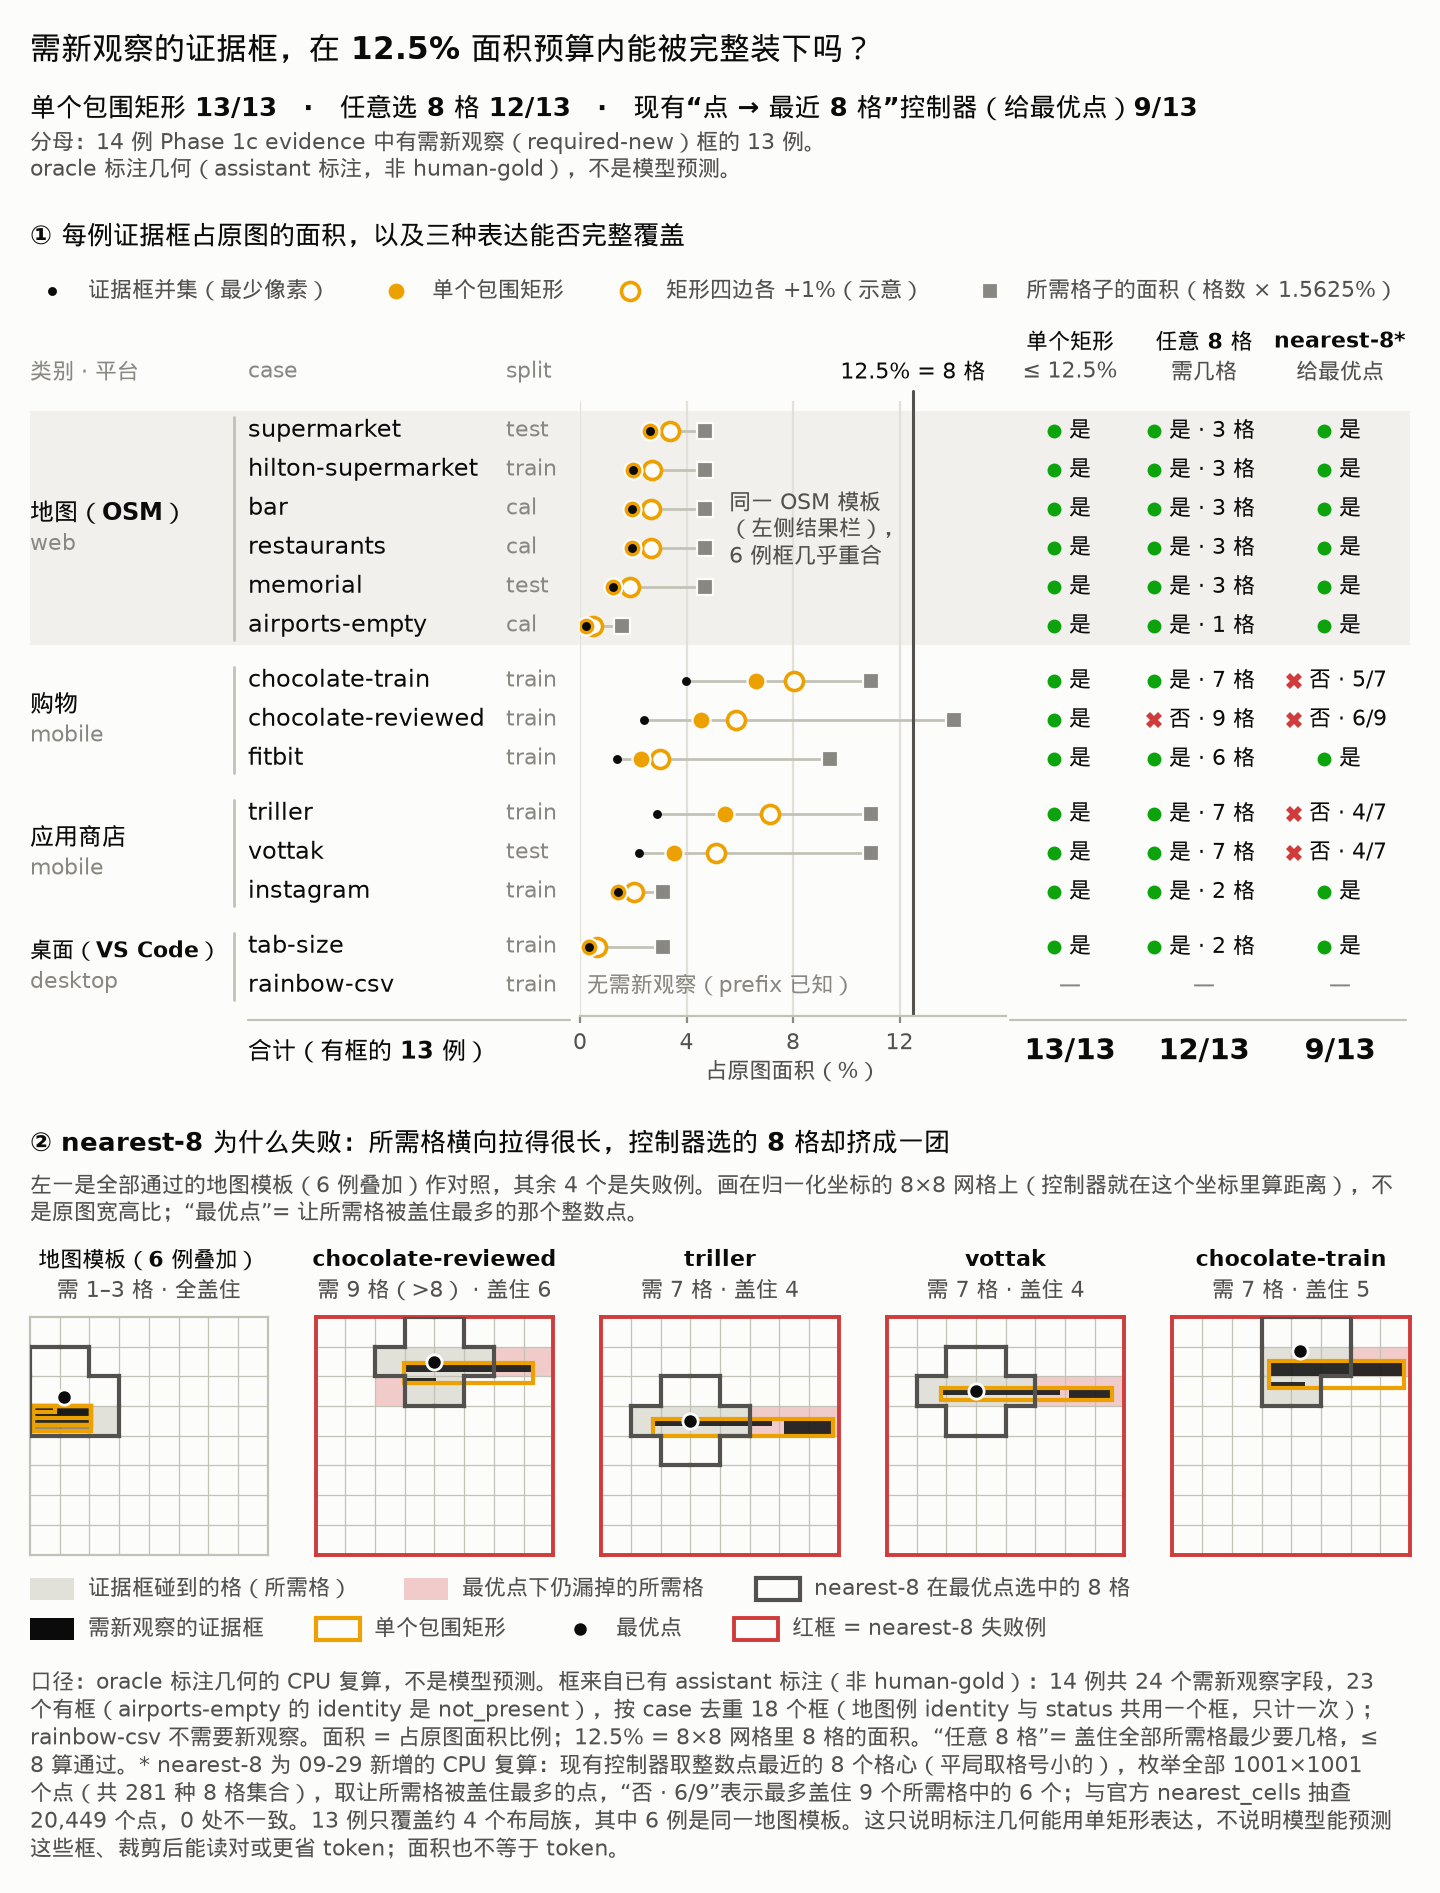 需新观察的证据框，在 12.5% 面积预算内能被完整装下吗？
单个包围矩形 13/13 · 任意选 8 格 12/13 · 现有“点 → 最近 8 格”控制器（给最优点）9/13
分母：14 例 Phase 1c evidence 中有需新观察（required-new）框的 13 例。
oracle 标注几何（assistant 标注，非 human-gold），不是模型预测。
① 每例证据框占原图的面积，以及三种表达能否完整覆盖
证据框并集（最少像素） 单个包围矩形 矩形四边各 +1%（示意） 所需格子的面积（格数 × 1.5625%）
单个矩形 任意 8 格 nearest-8*
类别 · 平台 case split 12.5% = 8 格 ≤ 12.5% 需几格 给最优点
supermarket test 是 是 · 3 格 是
hilton-supermarket train 是 是 · 3 格 是
bar cal 是 是 · 3 格 是
restaurants cal 是 是 · 3 格 是
memorial test 是 是 · 3 格 是
airports-empty cal 是 是 · 1 格 是
地图（OSM）
web
同一 OSM 模板
（左侧结果栏），
6 例框几乎重合
chocolate-train train 是 是 · 7 格 否 · 5/7
chocolate-reviewed train 是 否 · 9 格 否 · 6/9
fitbit train 是 是 · 6 格 是
购物
mobile
triller train 是 是 · 7 格 否 · 4/7
vottak test 是 是 · 7 格 否 · 4/7
instagram train 是 是 · 2 格 是
应用商店
mobile
tab-size train 是 是 · 2 格 是
rainbow-csv train 无需新观察（prefix 已知） — — —
桌面（VS Code）
desktop
合计（有框的 13 例） 13/13 12/13 9/13
0 4 8 12
占原图面积（%）
② nearest-8 为什么失败：所需格横向拉得很长，控制器选的 8 格却挤成一团
左一是全部通过的地图模板（6 例叠加）作对照，其余 4 个是失败例。画在归一化坐标的 8×8 网格上（控制器就在这个坐标里算距离），不
是原图宽高比；“最优点”= 让所需格被盖住最多的那个整数点。
地图模板（6 例叠加） chocolate-reviewed triller vottak chocolate-train
需 1–3 格 · 全盖住 需 9 格（>8）· 盖住 6 需 7 格 · 盖住 4 需 7 格 · 盖住 4 需 7 格 · 盖住 5
证据框碰到的格（所需格） 最优点下仍漏掉的所需格 nearest-8 在最优点选中的 8 格
需新观察的证据框 单个包围矩形 最优点 红框 = nearest-8 失败例
口径：oracle 标注几何的 CPU 复算，不是模型预测。框来自已有 assistant 标注（非 human-gold）：14 例共 24 个需新观察字段，23
个有框（airports-empty 的 identity 是 not_present），按 case 去重 18 个框（地图例 identity 与 status 共用一个框，只计一次）；
rainbow-csv 不需要新观察。面积 = 占原图面积比例；12.5% = 8×8 网格里 8 格的面积。“任意 8 格”= 盖住全部所需格最少要几格，≤
8 算通过。* nearest-8 为 09-29 新增的 CPU 复算：现有控制器取整数点最近的 8 个格心（平局取格号小的），枚举全部 1001×1001
个点（共 281 种 8 格集合），取让所需格被盖住最多的点，“否 · 6/9”表示最多盖住 9 个所需格中的 6 个；与官方 nearest_cells 抽查
20,449 个点，0 处不一致。13 例只覆盖约 4 个布局族，其中 6 例是同一地图模板。这只说明标注几何能用单矩形表达，不说明模型能预测
这些框、裁剪后能读对或更省 token；面积也不等于 token。